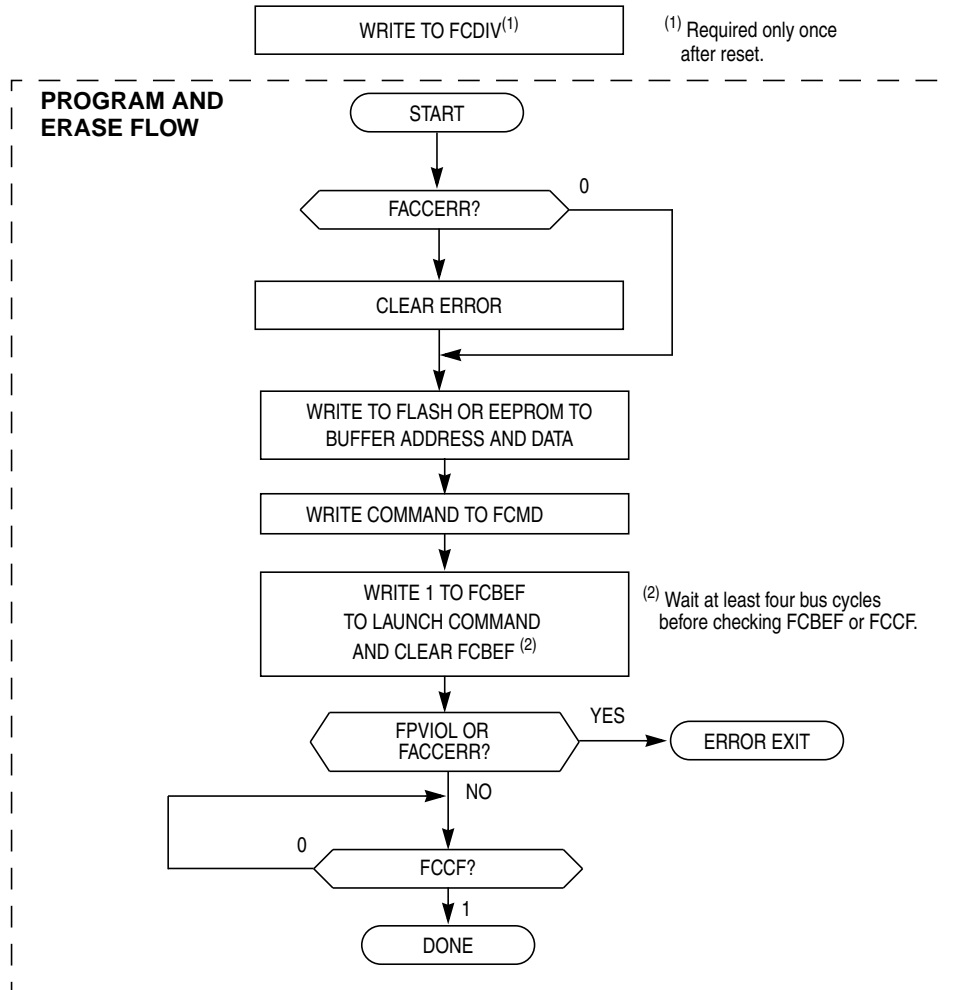 WRITE TO FCDIV(1)
(1) Required only once
after reset.
PROGRAM AND
ERASE FLOW
START
FACCERR?
0
CLEAR ERROR
WRITE TO FLASH OR EEPROM TO
BUFFER ADDRESS AND DATA
WRITE COMMAND TO FCMD
WRITE 1 TO FCBEF
TO LAUNCH COMMAND
AND CLEAR FCBEF (2)
(2) Wait at least four bus cycles
before checking FCBEF or FCCF.
FPVIOL OR
FACCERR?
YES
ERROR EXIT
NO
0
FCCF?
1
DONE